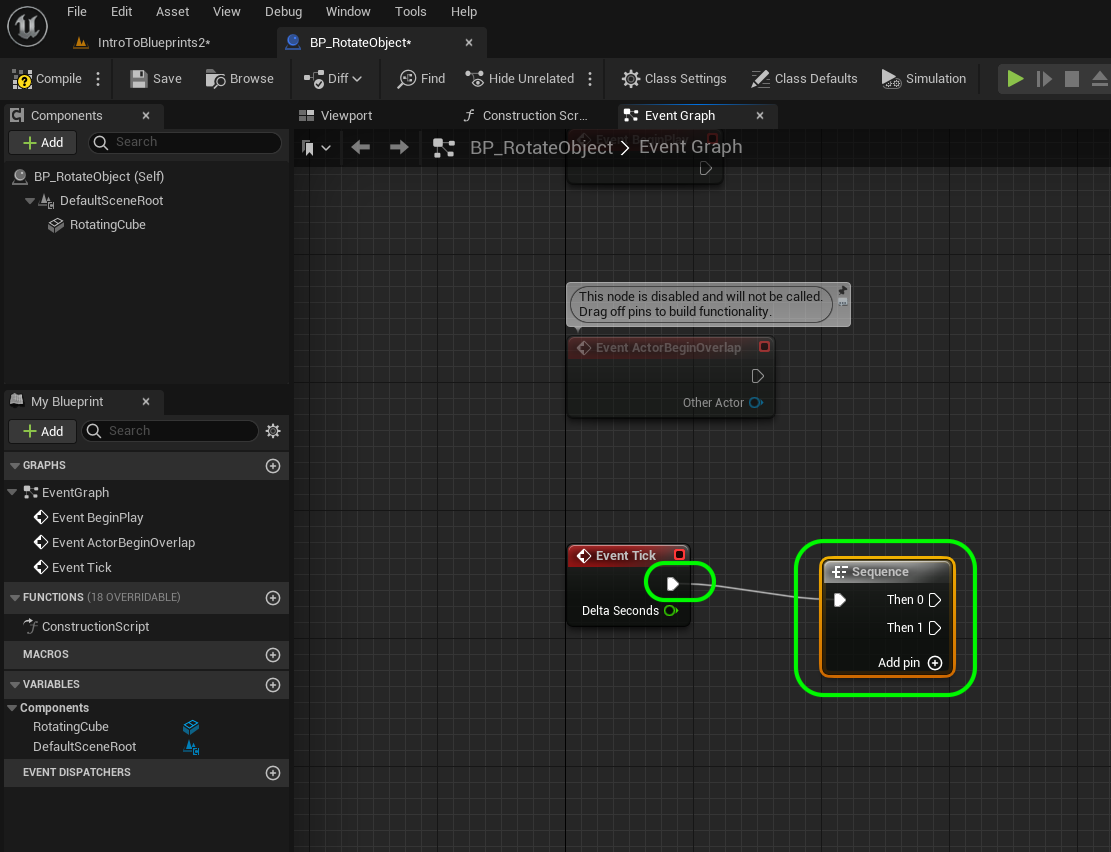 File Edit Asset View Debug Window Tools Help
IntroToBlueprints2*
BP_RotateObject*
Compile Save Browse Diff Find Hide Unrelated Class Settings Class Defaults Simulation
Components
Add Search
BP_RotateObject (Self)
DefaultSceneRoot
RotatingCube
My Blueprint
Add Search
GRAPHS
EventGraph
Event BeginPlay
Event ActorBeginOverlap
Event Tick
FUNCTIONS (18 OVERRIDABLE)
ConstructionScript
MACROS
VARIABLES
Components
RotatingCube
DefaultSceneRoot
EVENT DISPATCHERS
Viewport Construction Scr... Event Graph
BP_RotateObject > Event Graph
Event BeginPlay
This node is disabled and will not be called.
Drag off pins to build functionality.
Event ActorBeginOverlap
Other Actor
Event Tick
Delta Seconds
Sequence
Then 0
Then 1
Add pin